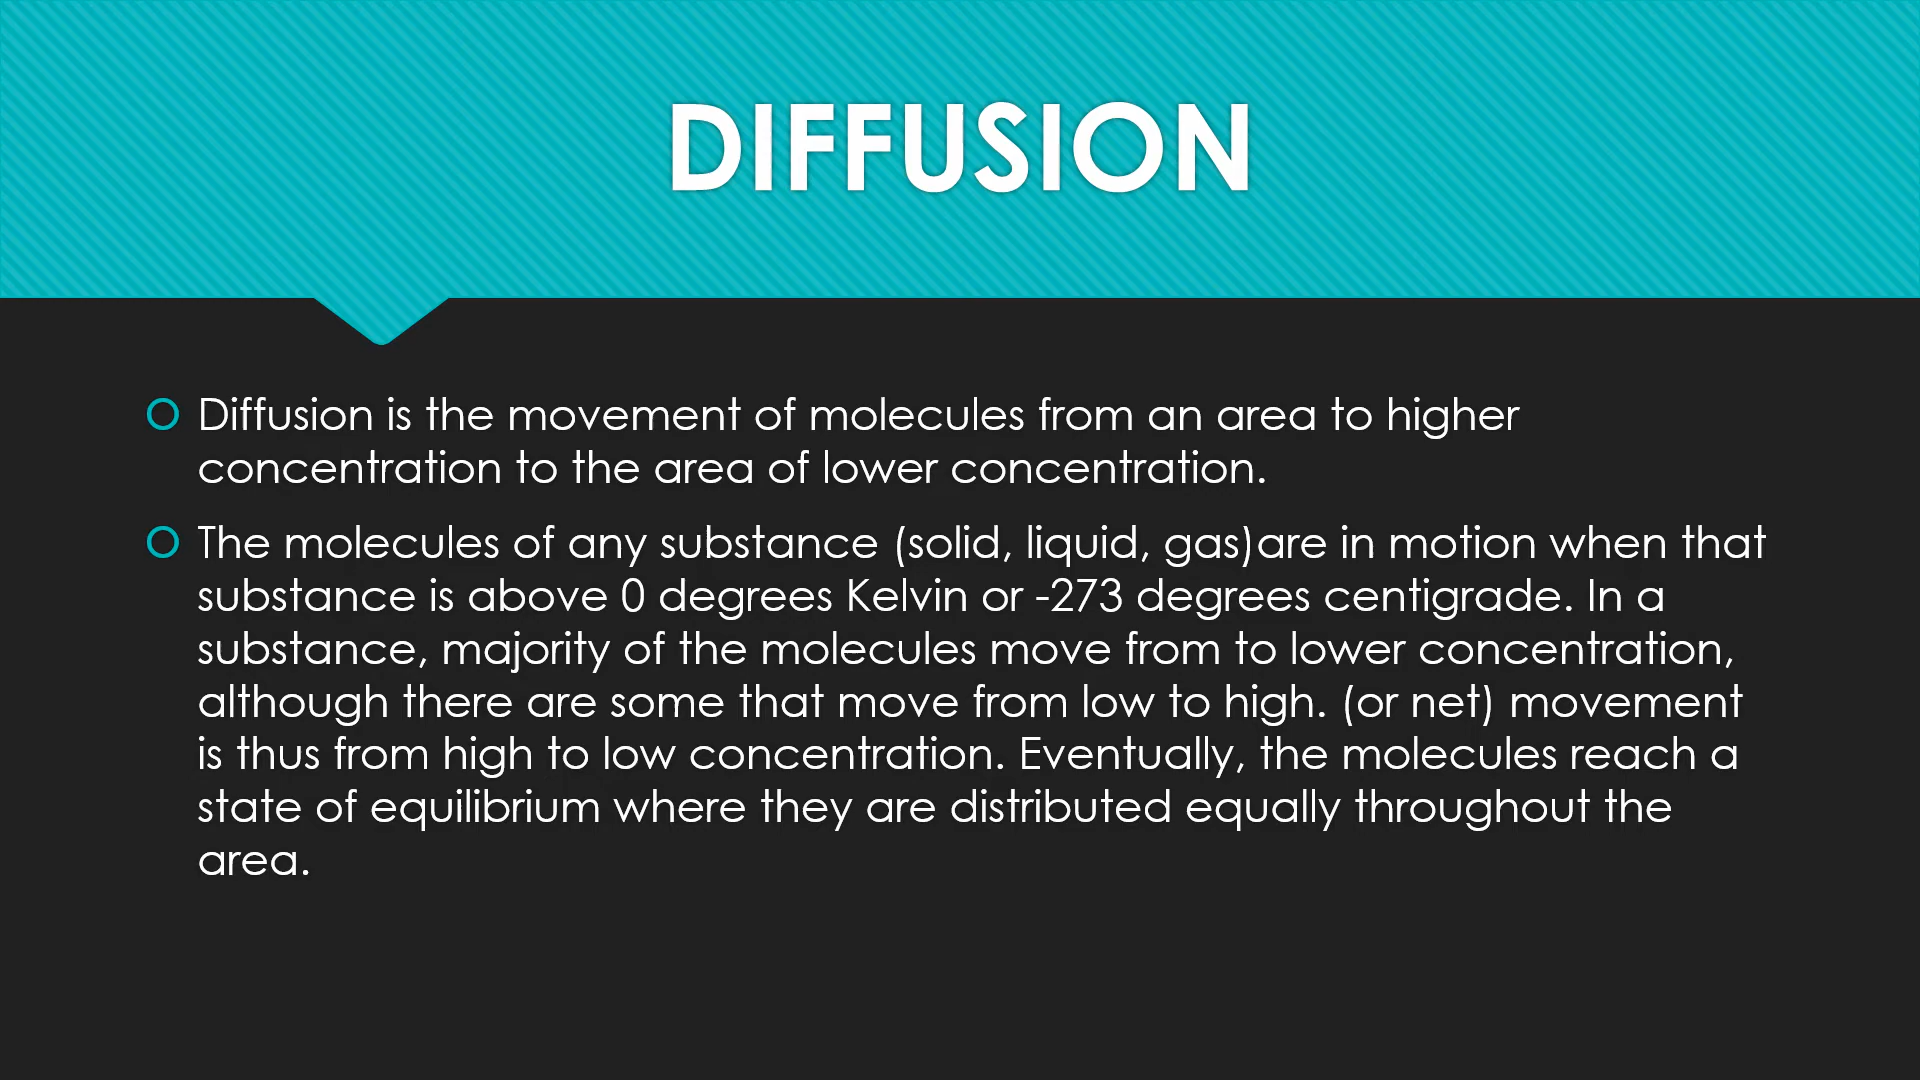 DIFFUSION
Diffusion is the movement of molecules from an area to higher
concentration to the area of lower concentration.
The molecules of any substance (solid, liquid, gas)are in motion when that
substance is above 0 degrees Kelvin or -273 degrees centigrade. In a
substance, majority of the molecules move from to lower concentration,
although there are some that move from low to high. (or net) movement
is thus from high to low concentration. Eventually, the molecules reach a
state of equilibrium where they are distributed equally throughout the
area.